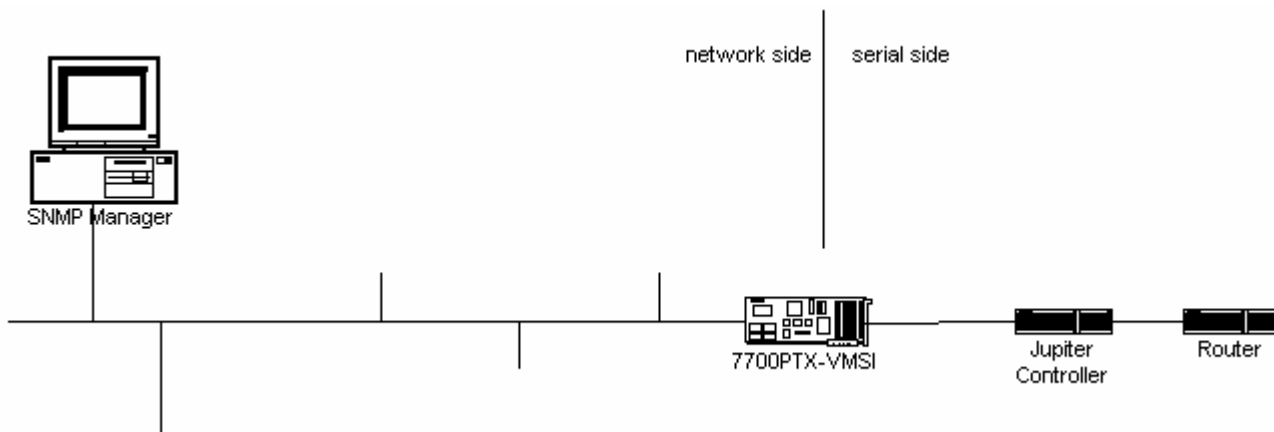 network side
serial side
SNMP Manager
7700PTX-VMSI
Jupiter
Controller
Router